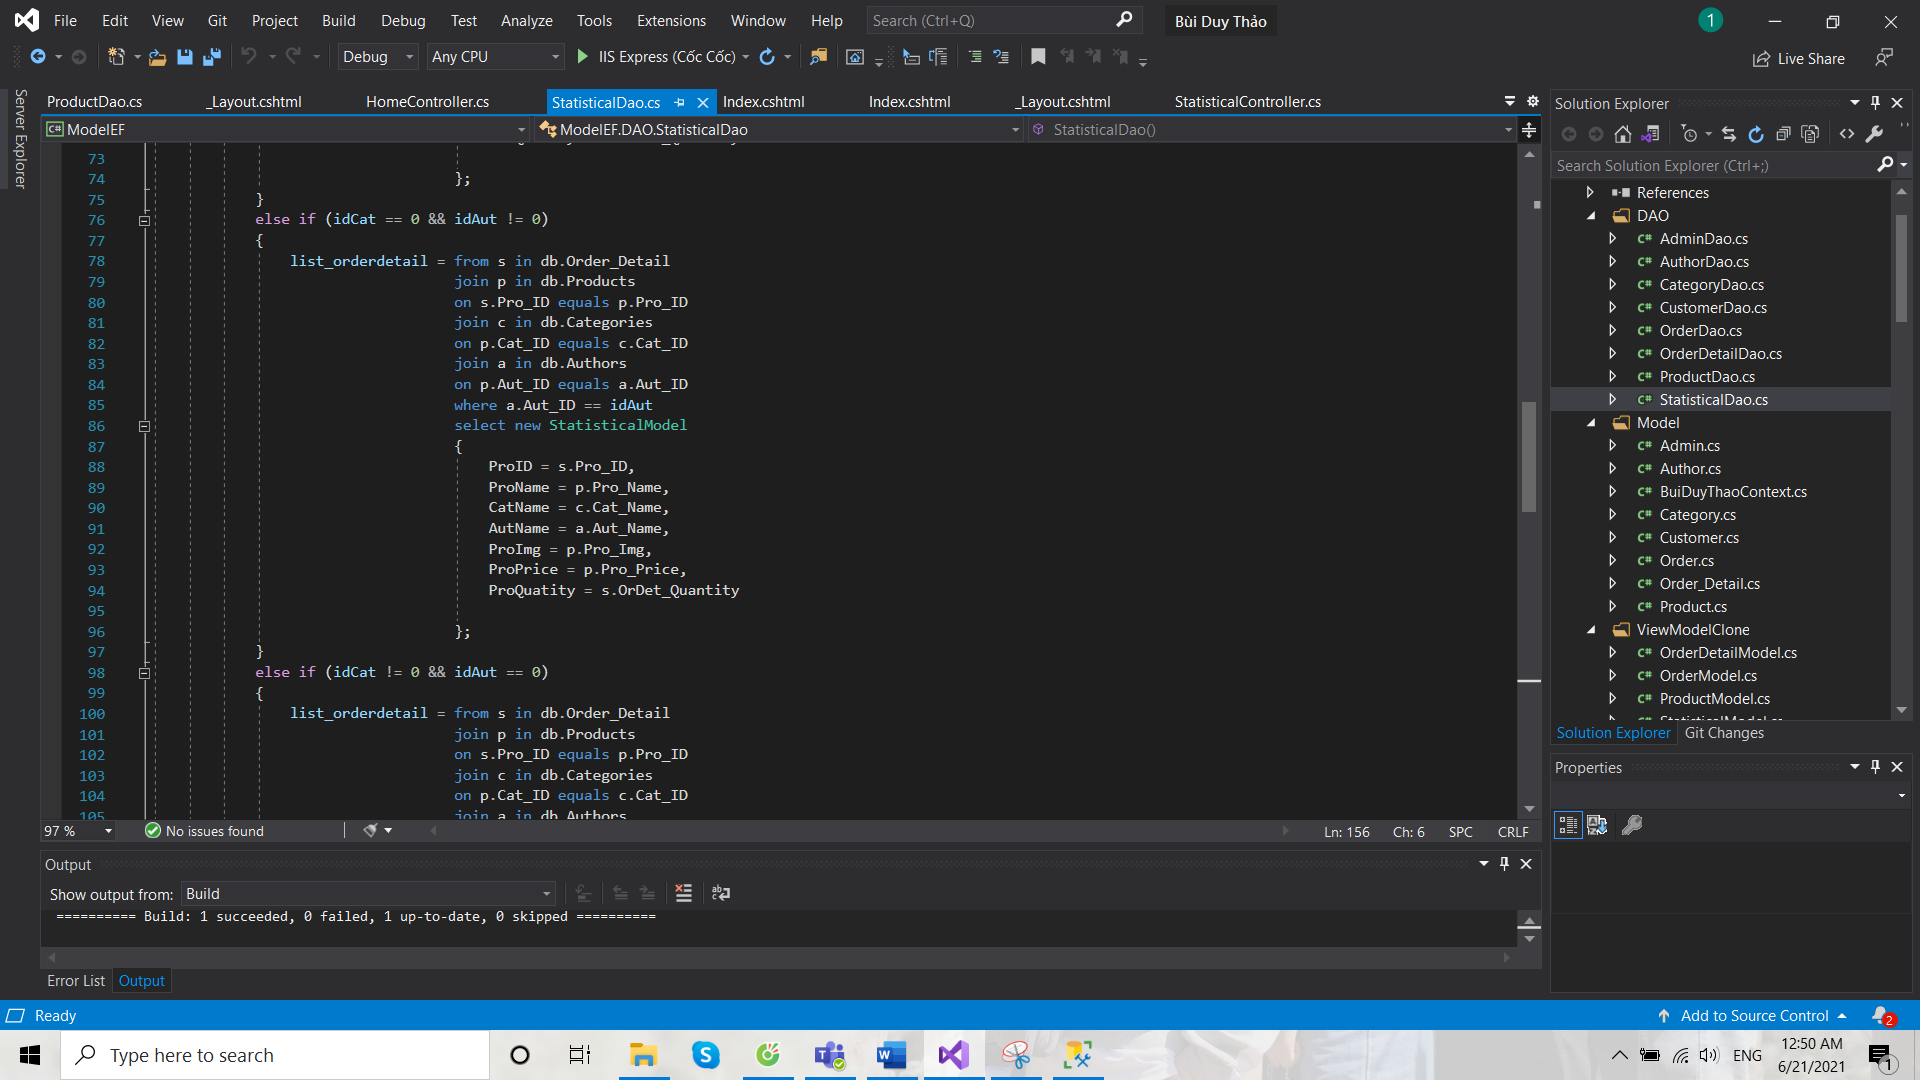 File Edit View Git Project Build Debug Test Analyze Tools Extensions Window Help Search (Ctrl+Q) Bùi Duy Thảo 1
Debug Any CPU IIS Express (Cốc Cốc) Live Share
Server Explorer
ProductDao.cs _Layout.cshtml HomeController.cs StatisticalDao.cs Index.cshtml Index.cshtml _Layout.cshtml StatisticalController.cs
C# ModelEF ModelEF.DAO.StatisticalDao StatisticalDao()
73
74 };
75 }
76 else if (idCat == 0 && idAut != 0)
77 {
78 list_orderdetail = from s in db.Order_Detail
79 join p in db.Products
80 on s.Pro_ID equals p.Pro_ID
81 join c in db.Categories
82 on p.Cat_ID equals c.Cat_ID
83 join a in db.Authors
84 on p.Aut_ID equals a.Aut_ID
85 where a.Aut_ID == idAut
86 select new StatisticalModel
87 {
88 ProID = s.Pro_ID,
89 ProName = p.Pro_Name,
90 CatName = c.Cat_Name,
91 AutName = a.Aut_Name,
92 ProImg = p.Pro_Img,
93 ProPrice = p.Pro_Price,
94 ProQuatity = s.OrDet_Quantity
95
96 };
97 }
98 else if (idCat != 0 && idAut == 0)
99 {
100 list_orderdetail = from s in db.Order_Detail
101 join p in db.Products
102 on s.Pro_ID equals p.Pro_ID
103 join c in db.Categories
104 on p.Cat_ID equals c.Cat_ID
105 join a in db.Authors
97 % No issues found Ln: 156 Ch: 6 SPC CRLF
Output
Show output from: Build
========== Build: 1 succeeded, 0 failed, 1 up-to-date, 0 skipped ==========
Error List Output
Solution Explorer
Search Solution Explorer (Ctrl+;)
References
DAO
C# AdminDao.cs
C# AuthorDao.cs
C# CategoryDao.cs
C# CustomerDao.cs
C# OrderDao.cs
C# OrderDetailDao.cs
C# ProductDao.cs
C# StatisticalDao.cs
Model
C# Admin.cs
C# Author.cs
C# BuiDuyThaoContext.cs
C# Category.cs
C# Customer.cs
C# Order.cs
C# Order_Detail.cs
C# Product.cs
ViewModelClone
C# OrderDetailModel.cs
C# OrderModel.cs
C# ProductModel.cs
C# StatisticalModel.cs
Solution Explorer Git Changes
Properties
Ready Add to Source Control 2
Type here to search ENG 12:50 AM
6/21/2021 1